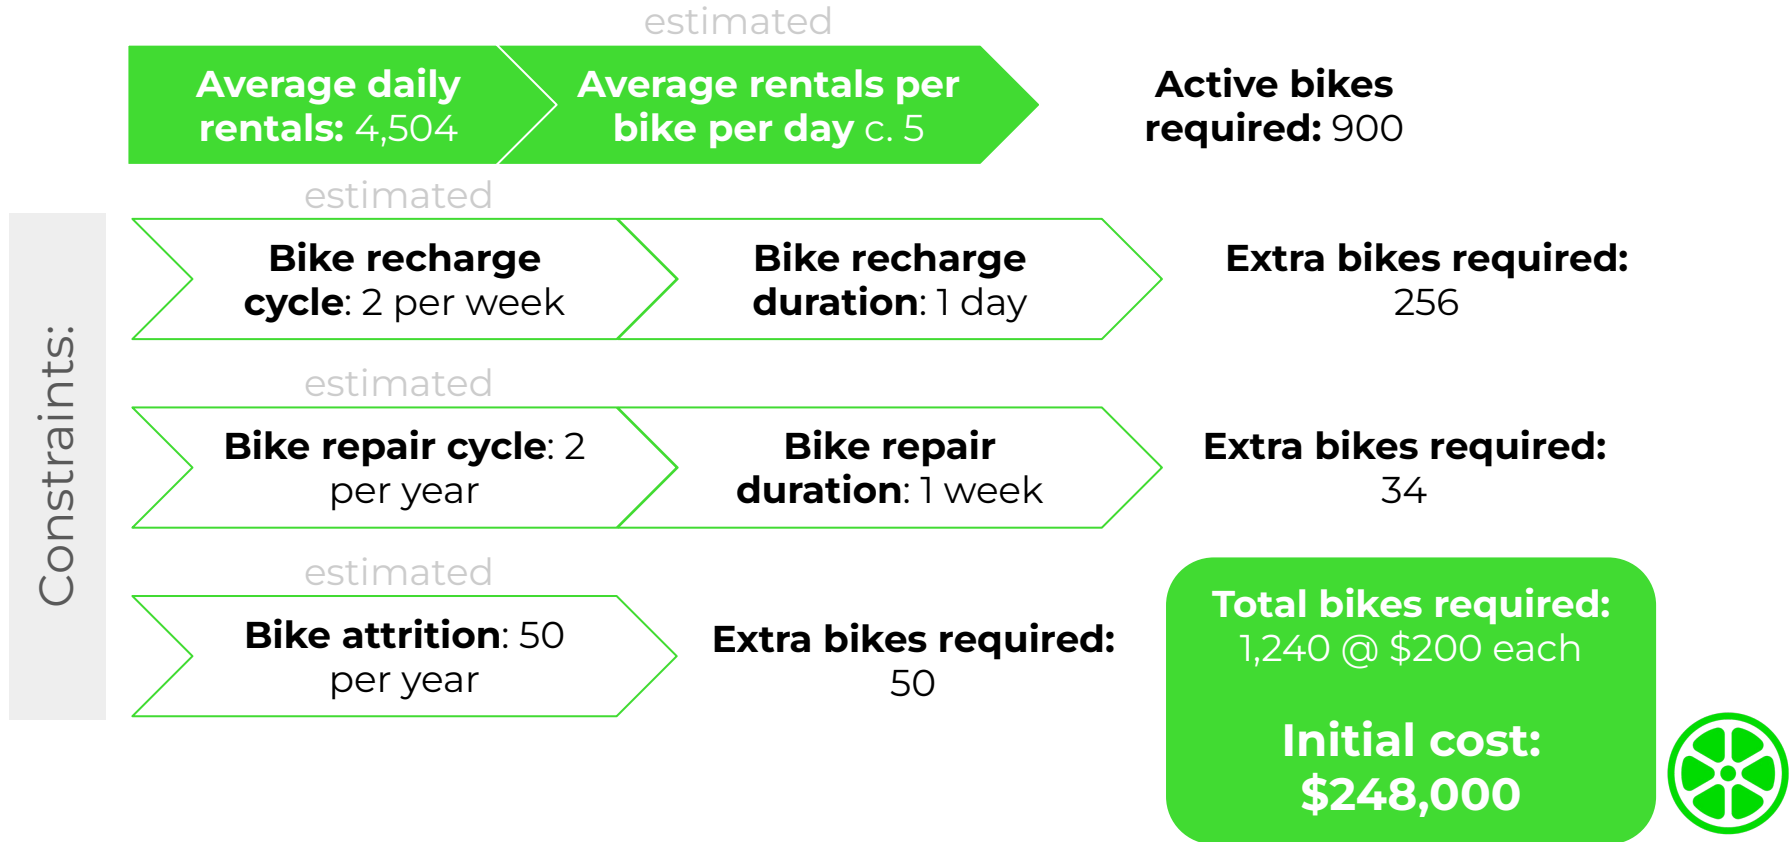 estimated
Average daily
rentals: 4,504
Average rentals per
bike per day c. 5
Active bikes
required: 900
Constraints:
estimated
Bike recharge
cycle: 2 per week
Bike recharge
duration: 1 day
Extra bikes required:
256
estimated
Bike repair cycle: 2
per year
Bike repair
duration: 1 week
Extra bikes required:
34
estimated
Bike attrition: 50
per year
Extra bikes required:
50
Total bikes required:
1,240 @ $200 each
Initial cost:
$248,000